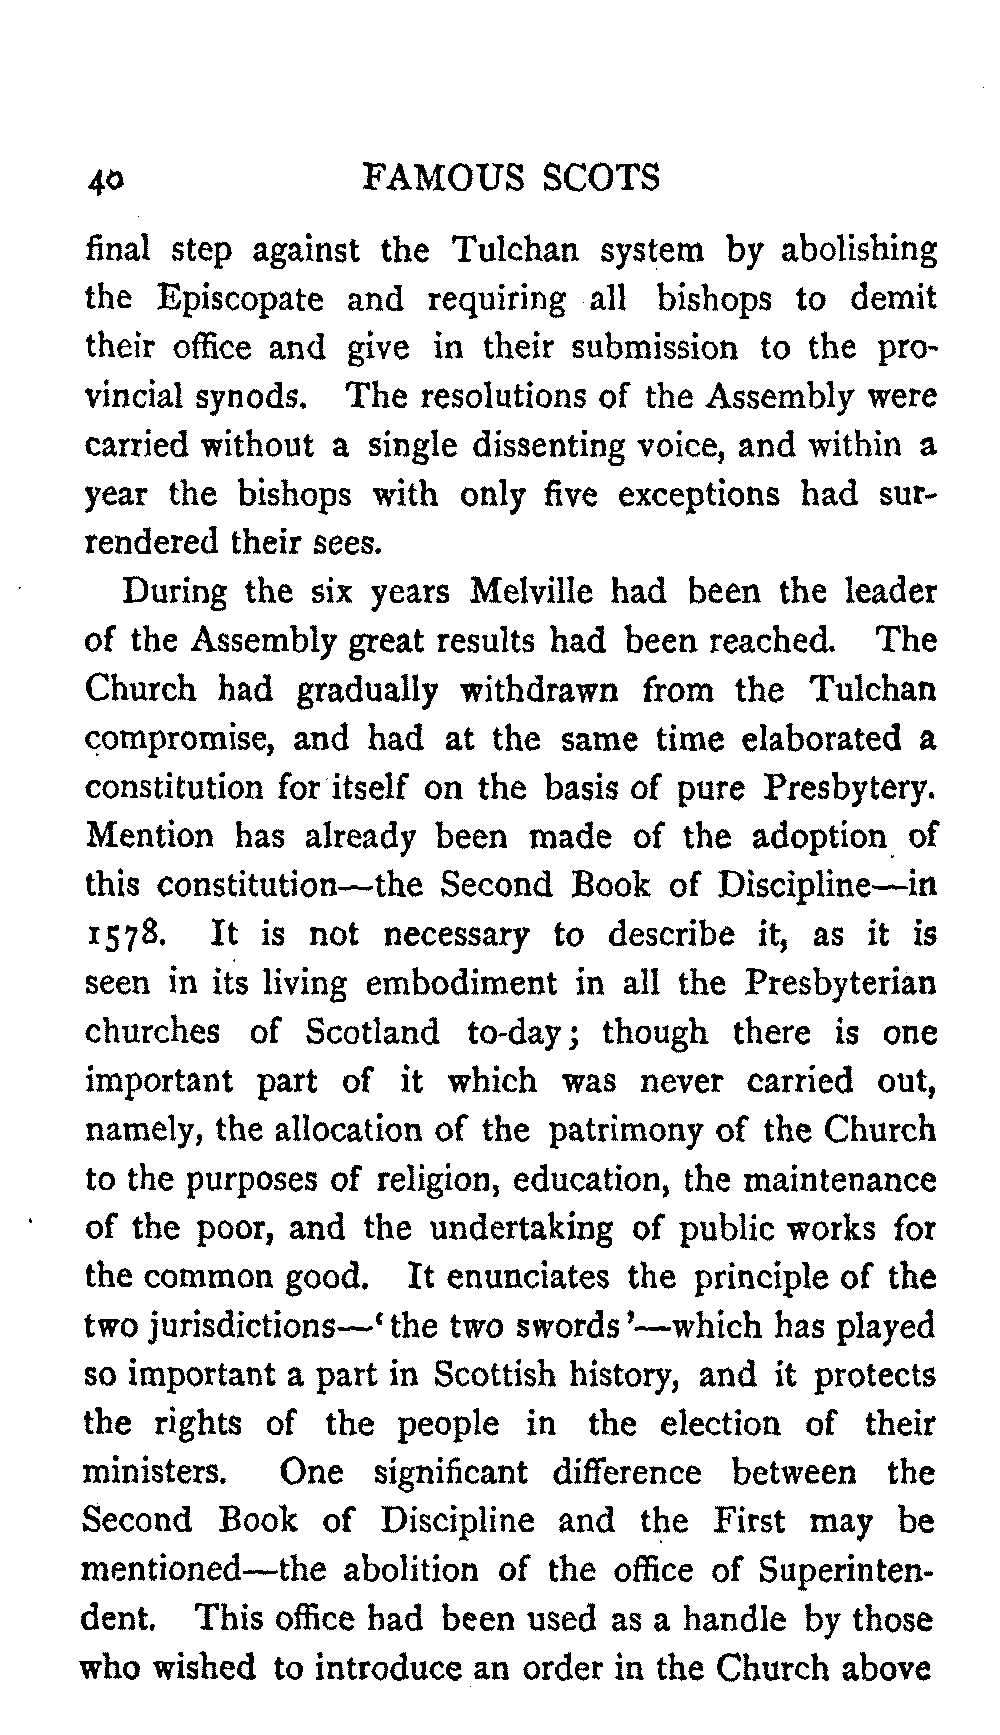 40 FAMOUS SCOTS
final step against the Tulchan system by abolishing
the Episcopate and requiring all bishops to demit
their office and give in their submission to the pro-
vincial synods. The resolutions of the Assembly were
carried without a single dissenting voice, and within a
year the bishops with only five exceptions had sur-
rendered their sees.
During the six years Melville had been the leader
of the Assembly great results had been reached. The
Church had gradually withdrawn from the Tulchan
compromise, and had at the same time elaborated a
constitution for itself on the basis of pure Presbytery.
Mention has already been made of the adoption of
this constitution—the Second Book of Discipline—in
1578. It is not necessary to describe it, as it is
seen in its living embodiment in all the Presbyterian
churches of Scotland to-day; though there is one
important part of it which was never carried out,
namely, the allocation of the patrimony of the Church
to the purposes of religion, education, the maintenance
of the poor, and the undertaking of public works for
the common good. It enunciates the principle of the
two jurisdictions—‘the two swords’—which has played
so important a part in Scottish history, and it protects
the rights of the people in the election of their
ministers. One significant difference between the
Second Book of Discipline and the First may be
mentioned—the abolition of the office of Superinten-
dent. This office had been used as a handle by those
who wished to introduce an order in the Church above